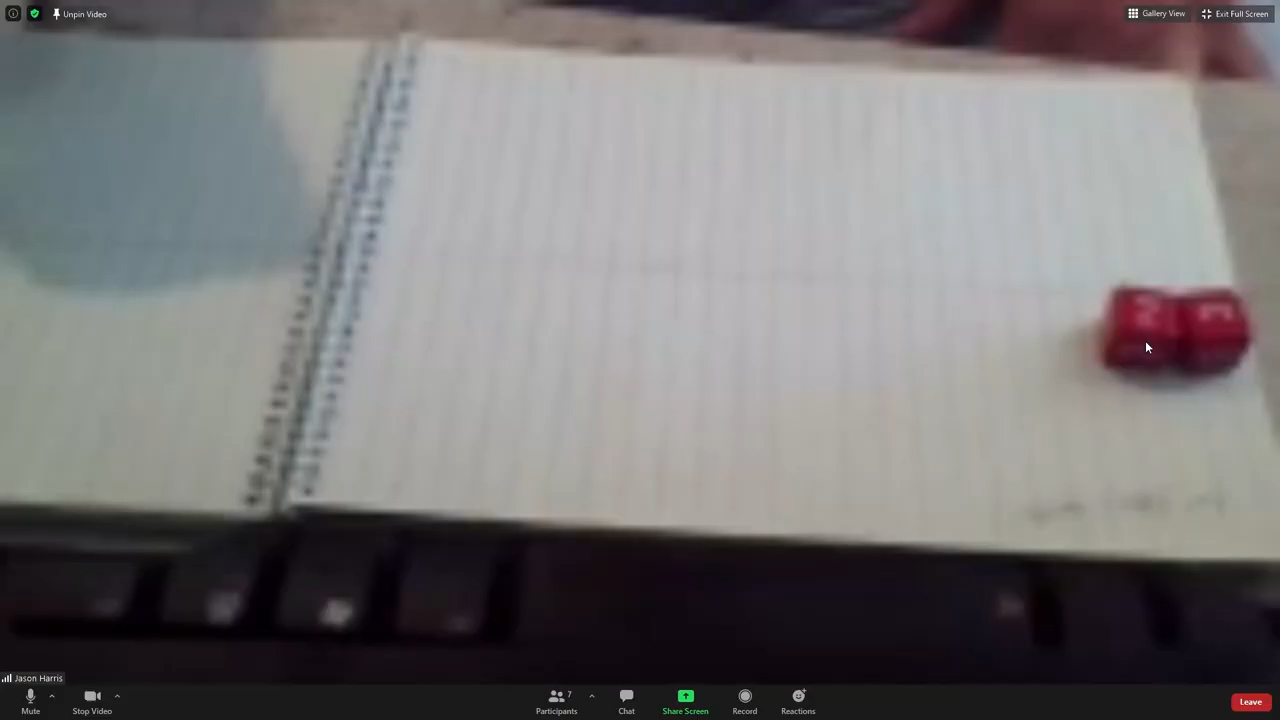 Unpin Video
Gallery View
Exit Full Screen
Jason Harris
Mute
Stop Video
7
Participants
Chat
Share Screen
Record
Reactions
Leave